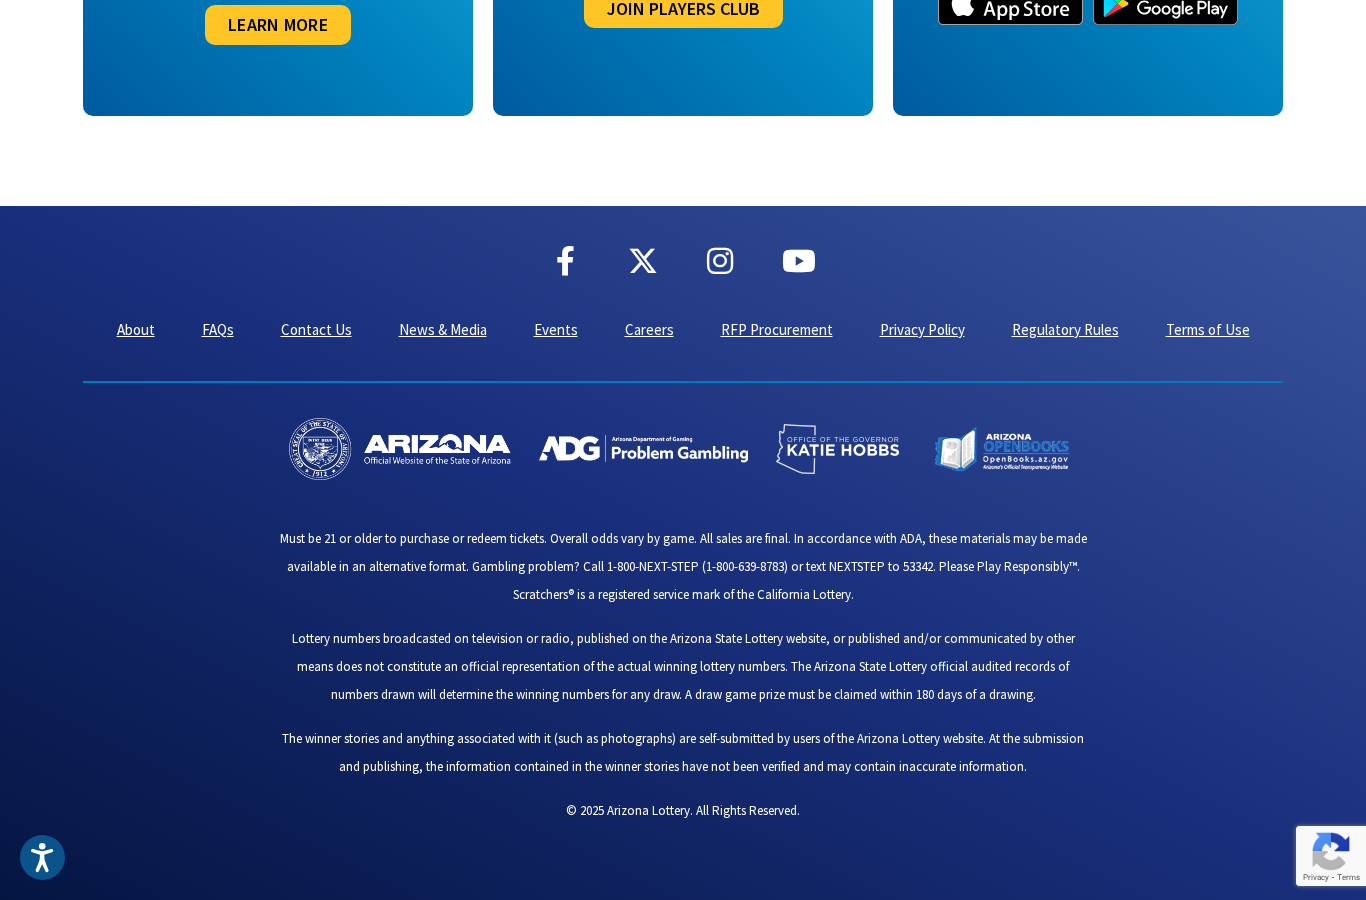 LEARN MORE
JOIN PLAYERS CLUB
App Store
Google Play
About FAQs Contact Us News & Media Events Careers RFP Procurement Privacy Policy Regulatory Rules Terms of Use
GREAT SEAL OF THE STATE OF ARIZONA
DITAT DEUS
1912
ARIZONA
Official Website of the State of Arizona
ADG
Arizona Department of Gaming
Problem Gambling
OFFICE OF THE GOVERNOR
KATIE HOBBS
ARIZONA
OPENBOOKS
OpenBooks.az.gov
Arizona's Official Transparency Website
Must be 21 or older to purchase or redeem tickets. Overall odds vary by game. All sales are final. In accordance with ADA, these materials may be made
available in an alternative format. Gambling problem? Call 1-800-NEXT-STEP (1-800-639-8783) or text NEXTSTEP to 53342. Please Play Responsibly™.
Scratchers® is a registered service mark of the California Lottery.
Lottery numbers broadcasted on television or radio, published on the Arizona State Lottery website, or published and/or communicated by other
means does not constitute an official representation of the actual winning lottery numbers. The Arizona State Lottery official audited records of
numbers drawn will determine the winning numbers for any draw. A draw game prize must be claimed within 180 days of a drawing.
The winner stories and anything associated with it (such as photographs) are self-submitted by users of the Arizona Lottery website. At the submission
and publishing, the information contained in the winner stories have not been verified and may contain inaccurate information.
© 2025 Arizona Lottery. All Rights Reserved.
Privacy - Terms